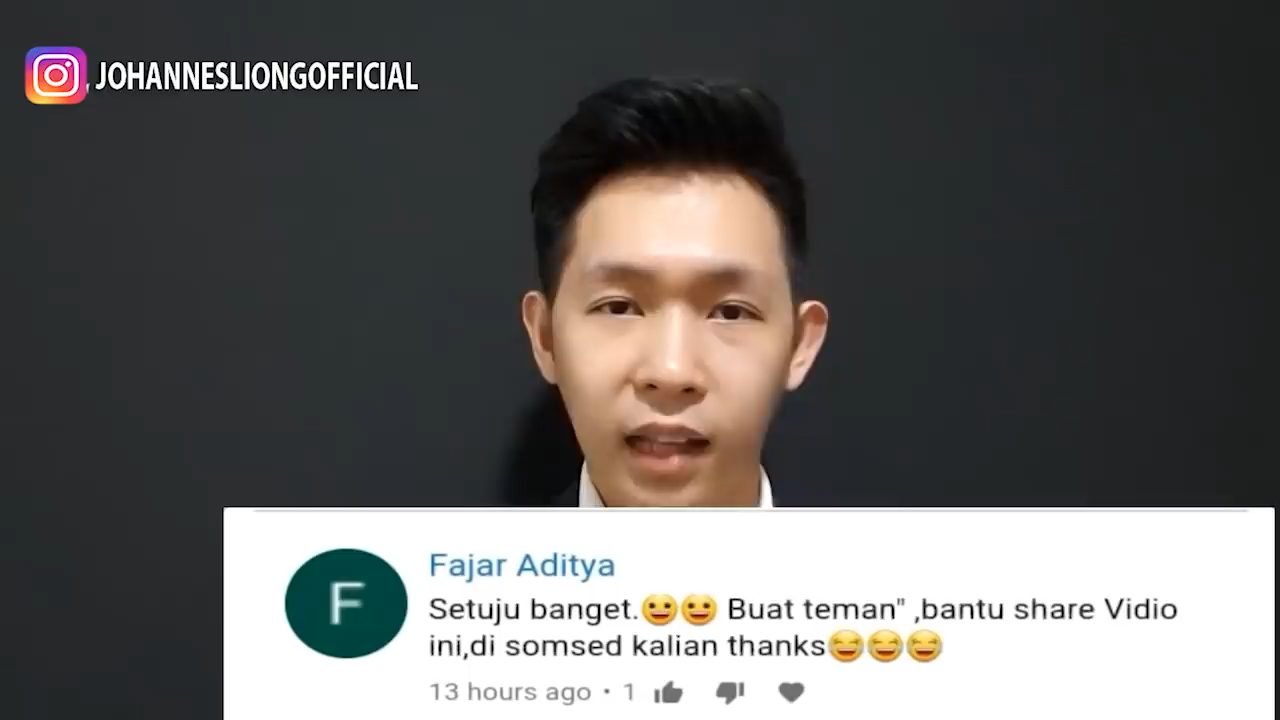 JOHANNESLIONGOFFICIAL
F
Fajar Aditya
Setuju banget.😃😃 Buat teman" ,bantu share Vidio
ini,di somsed kalian thanks😂😂😂
13 hours ago • 1